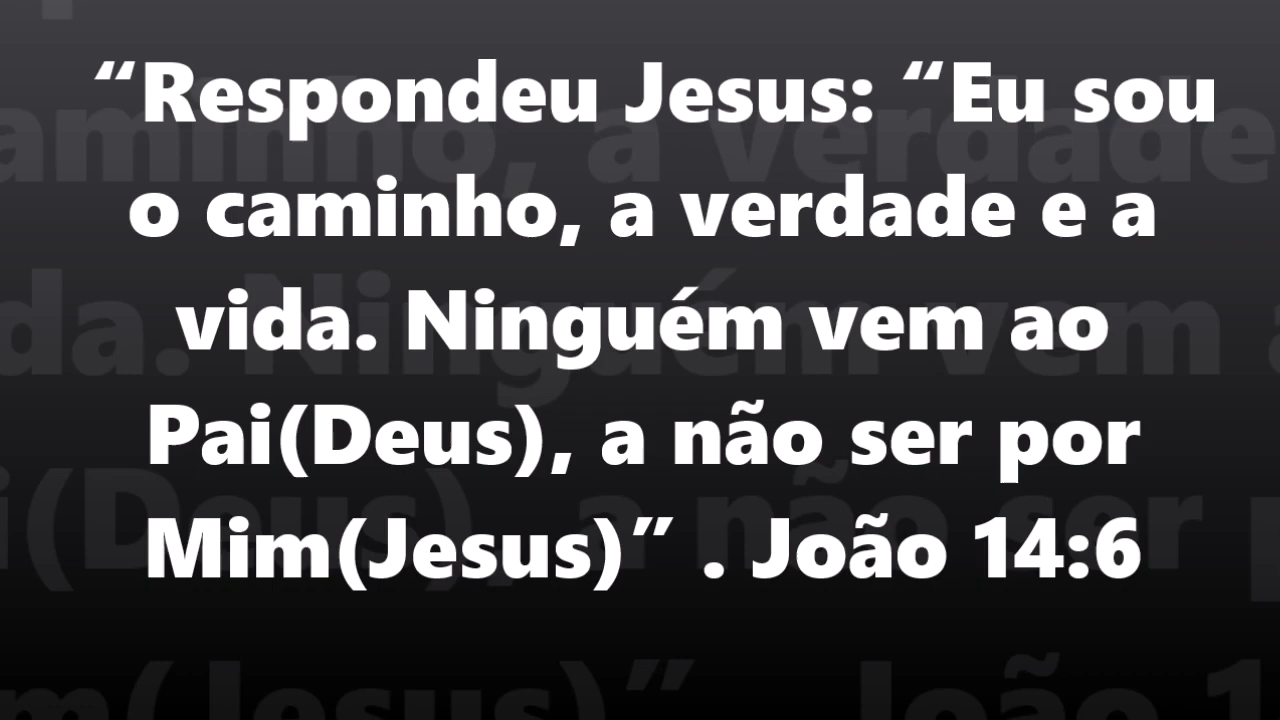 “Respondeu Jesus: “Eu sou
o caminho, a verdade e a
vida. Ninguém vem ao
Pai(Deus), a não ser por
Mim(Jesus)” . João 14:6